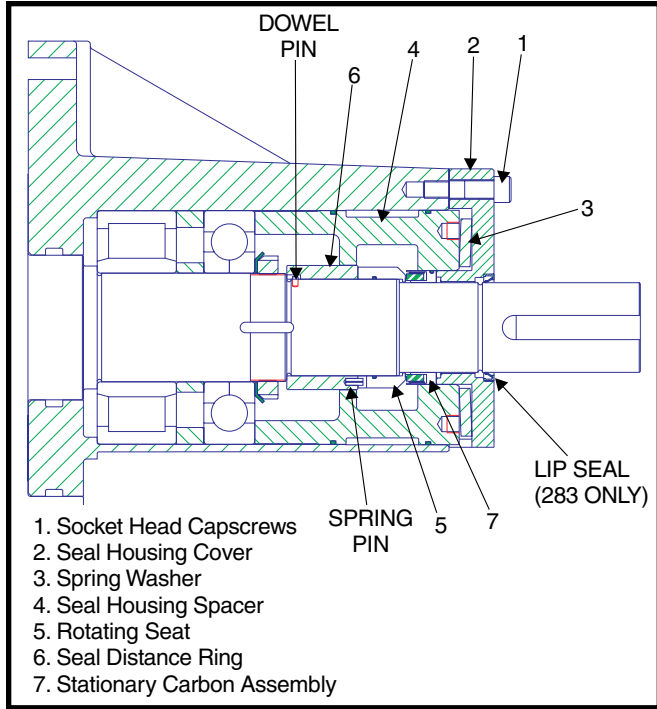 DOWEL
PIN
6
4
2
1
3
LIP SEAL
(283 ONLY)
SPRING
PIN
5
7
1. Socket Head Capscrews
2. Seal Housing Cover
3. Spring Washer
4. Seal Housing Spacer
5. Rotating Seat
6. Seal Distance Ring
7. Stationary Carbon Assembly